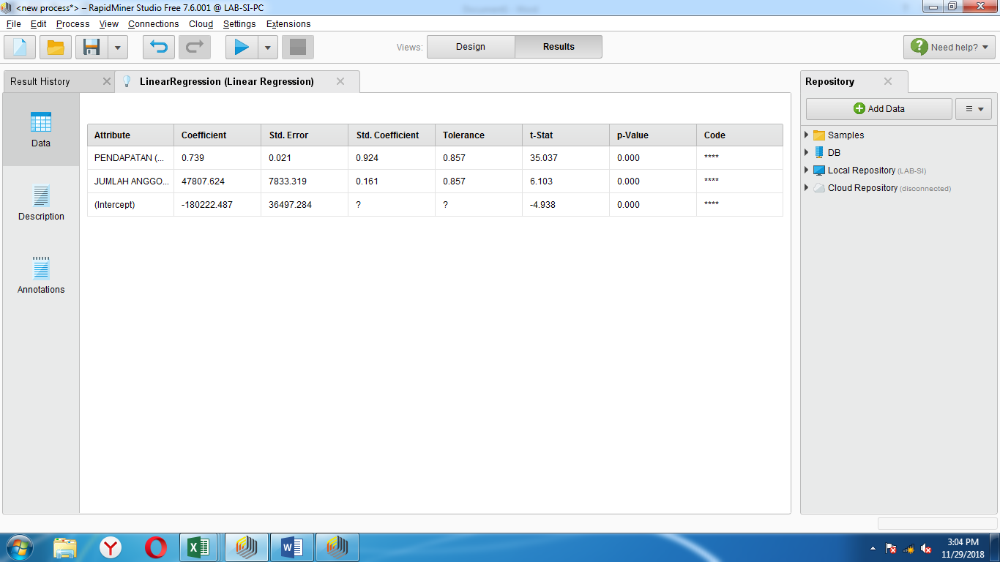 <new process*> – RapidMiner Studio Free 7.6.001 @ LAB-SI-PC
File Edit Process View Connections Cloud Settings Extensions
Views: Design Results Need help?
Result History LinearRegression (Linear Regression) Repository
Add Data
Data
Description
Annotations
Attribute Coefficient Std. Error Std. Coefficient Tolerance t-Stat p-Value Code
PENDAPATAN (... 0.739 0.021 0.924 0.857 35.037 0.000 ****
JUMLAH ANGGO... 47807.624 7833.319 0.161 0.857 6.103 0.000 ****
(Intercept) -180222.487 36497.284 ? ? -4.938 0.000 ****
Samples
DB
Local Repository (LAB-SI)
Cloud Repository (disconnected)
3:04 PM
11/29/2018